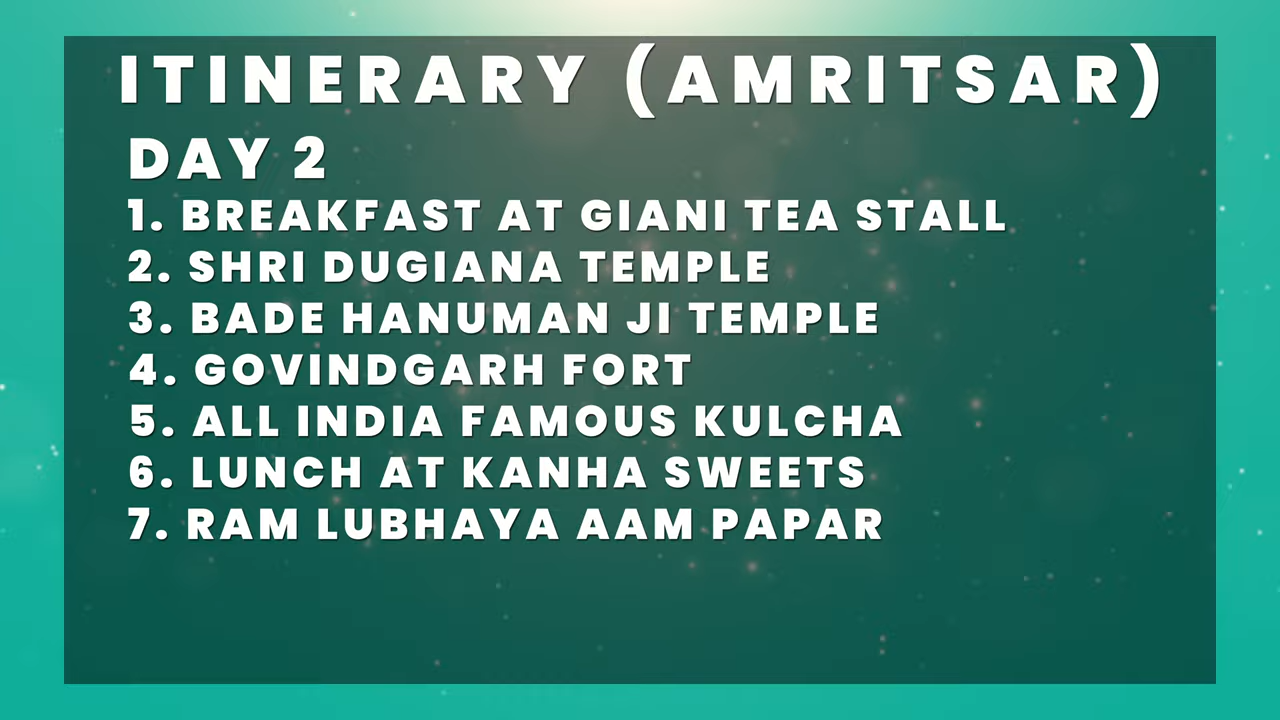 ITINERARY (AMRITSAR)
DAY 2
1. BREAKFAST AT GIANI TEA STALL
2. SHRI DUGIANA TEMPLE
3. BADE HANUMAN JI TEMPLE
4. GOVINDGARH FORT
5. ALL INDIA FAMOUS KULCHA
6. LUNCH AT KANHA SWEETS
7. RAM LUBHAYA AAM PAPAR